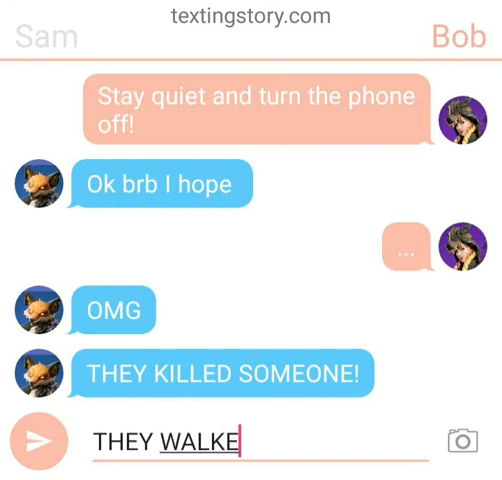 textingstory.com
Sam
Bob
Stay quiet and turn the phone
off!
Ok brb I hope
...
OMG
THEY KILLED SOMEONE!
THEY WALKE